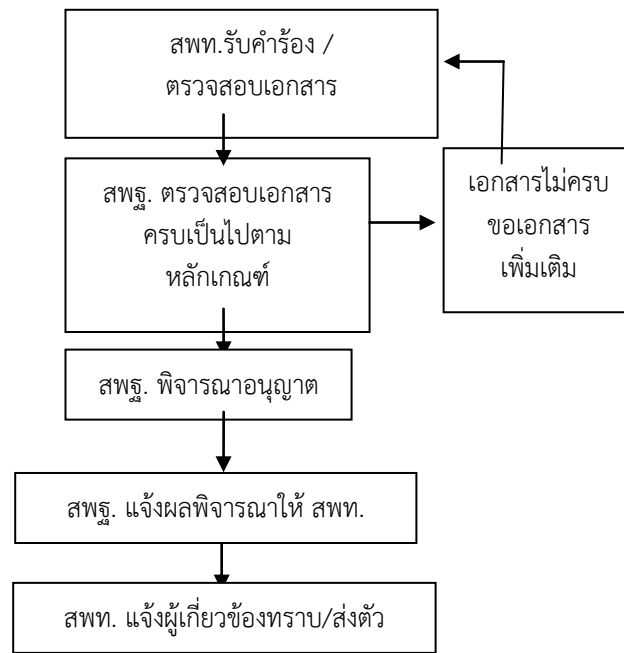 สพท.รับคำร้อง /
ตรวจสอบเอกสาร
สพฐ. ตรวจสอบเอกสาร
ครบเป็นไปตาม
หลักเกณฑ์
เอกสารไม่ครบ
ขอเอกสาร
เพิ่มเติม
สพฐ. พิจารณาอนุญาต
สพฐ. แจ้งผลพิจารณาให้ สพท.
สพท. แจ้งผู้เกี่ยวข้องทราบ/ส่งตัว